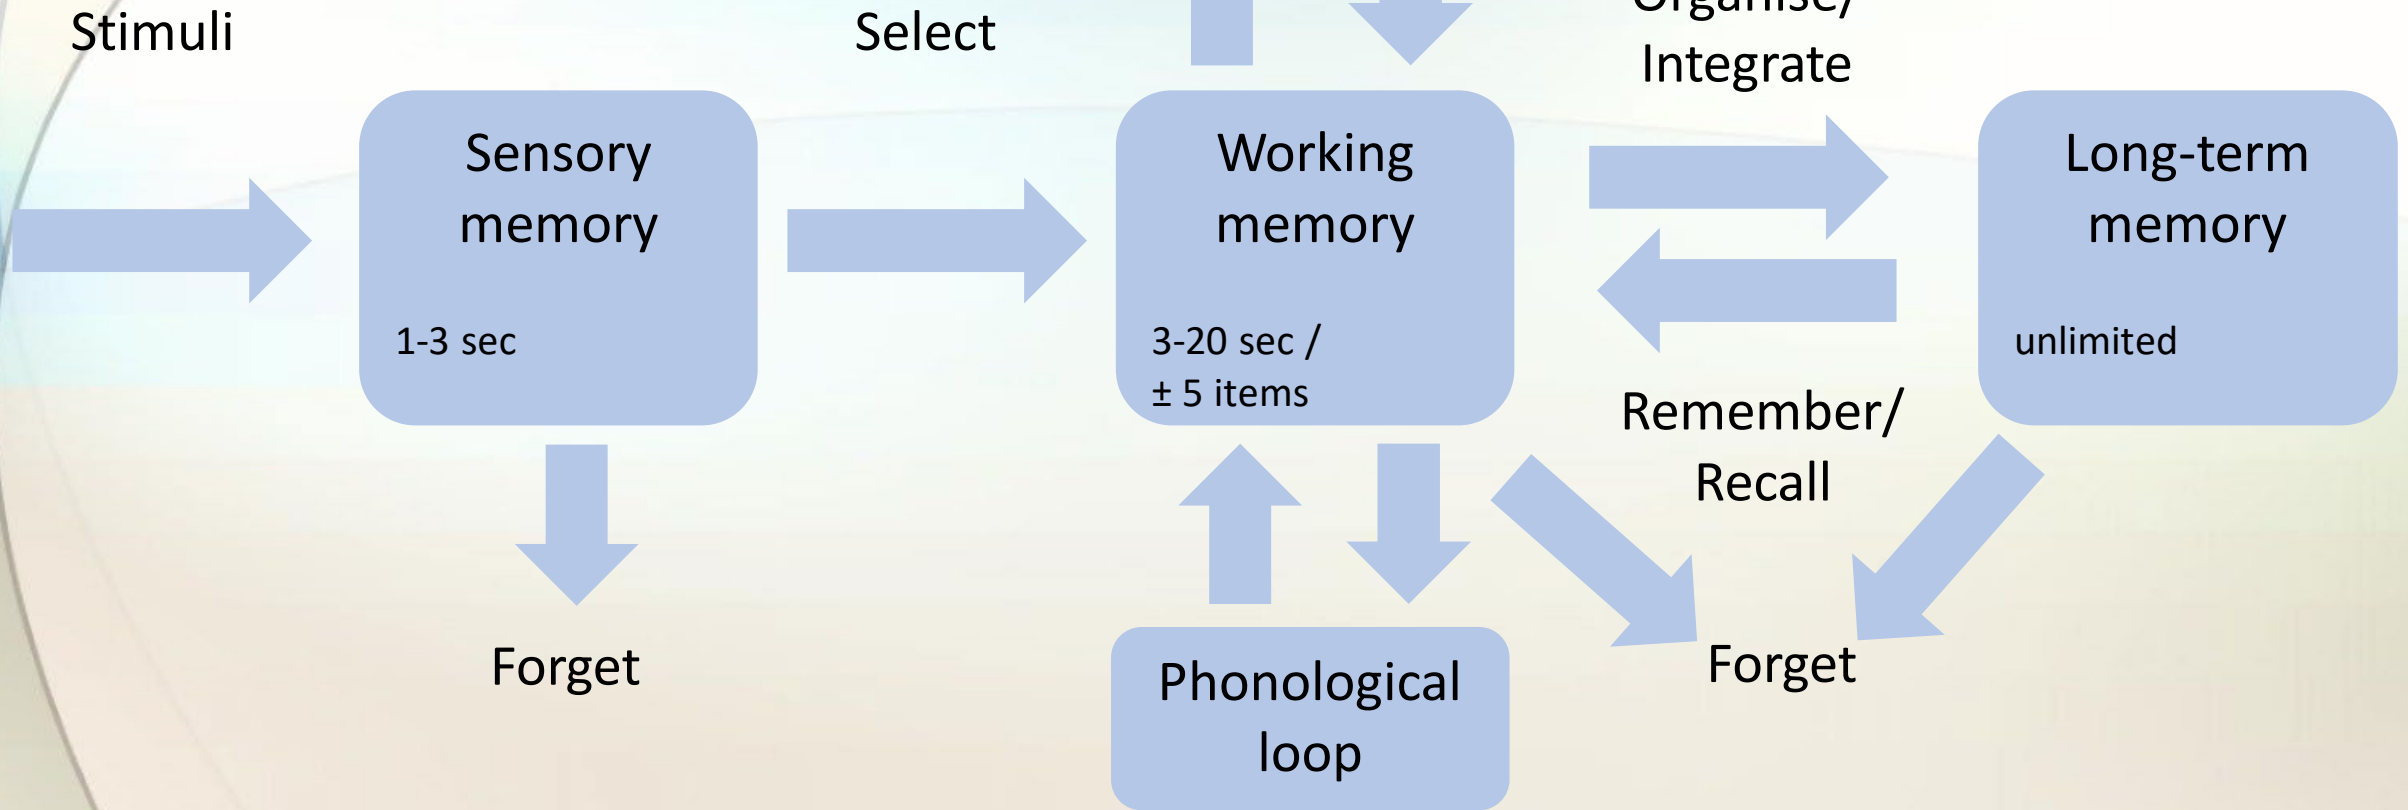 Stimuli
Select
Organise/
Integrate
Sensory
memory
1-3 sec
Working
memory
3-20 sec /
± 5 items
Long-term
memory
unlimited
Remember/
Recall
Forget
Forget
Phonological
loop